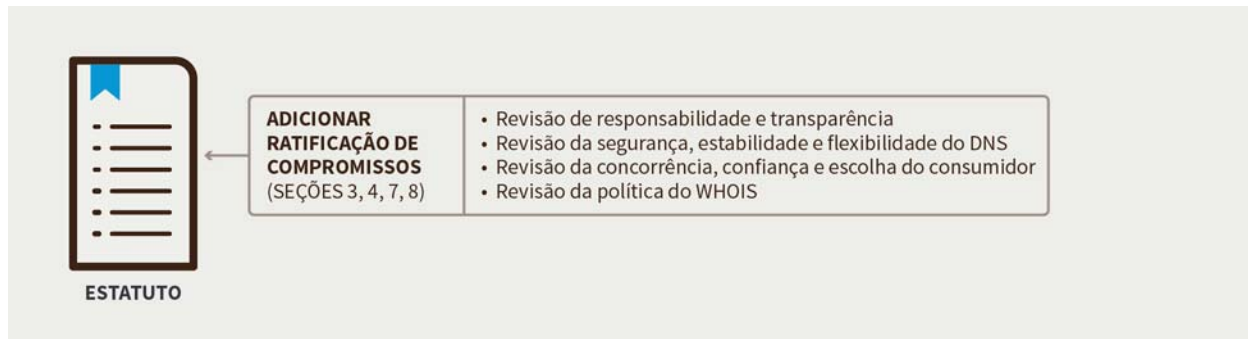 ADICIONAR
RATIFICAÇÃO DE
COMPROMISSOS
(SEÇÕES 3, 4, 7, 8)
• Revisão de responsabilidade e transparência
• Revisão da segurança, estabilidade e flexibilidade do DNS
• Revisão da concorrência, confiança e escolha do consumidor
• Revisão da política do WHOIS
ESTATUTO